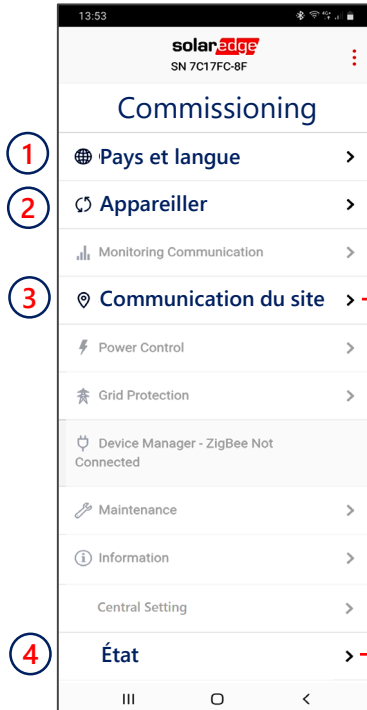 13:53
solaredge
SN 7C17FC-8F
Commissioning
1 Pays et langue
2 Appareiller
Monitoring Communication
3 Communication du site
Power Control
Grid Protection
Device Manager - ZigBee Not
Connected
Maintenance
Information
Central Setting
4 État